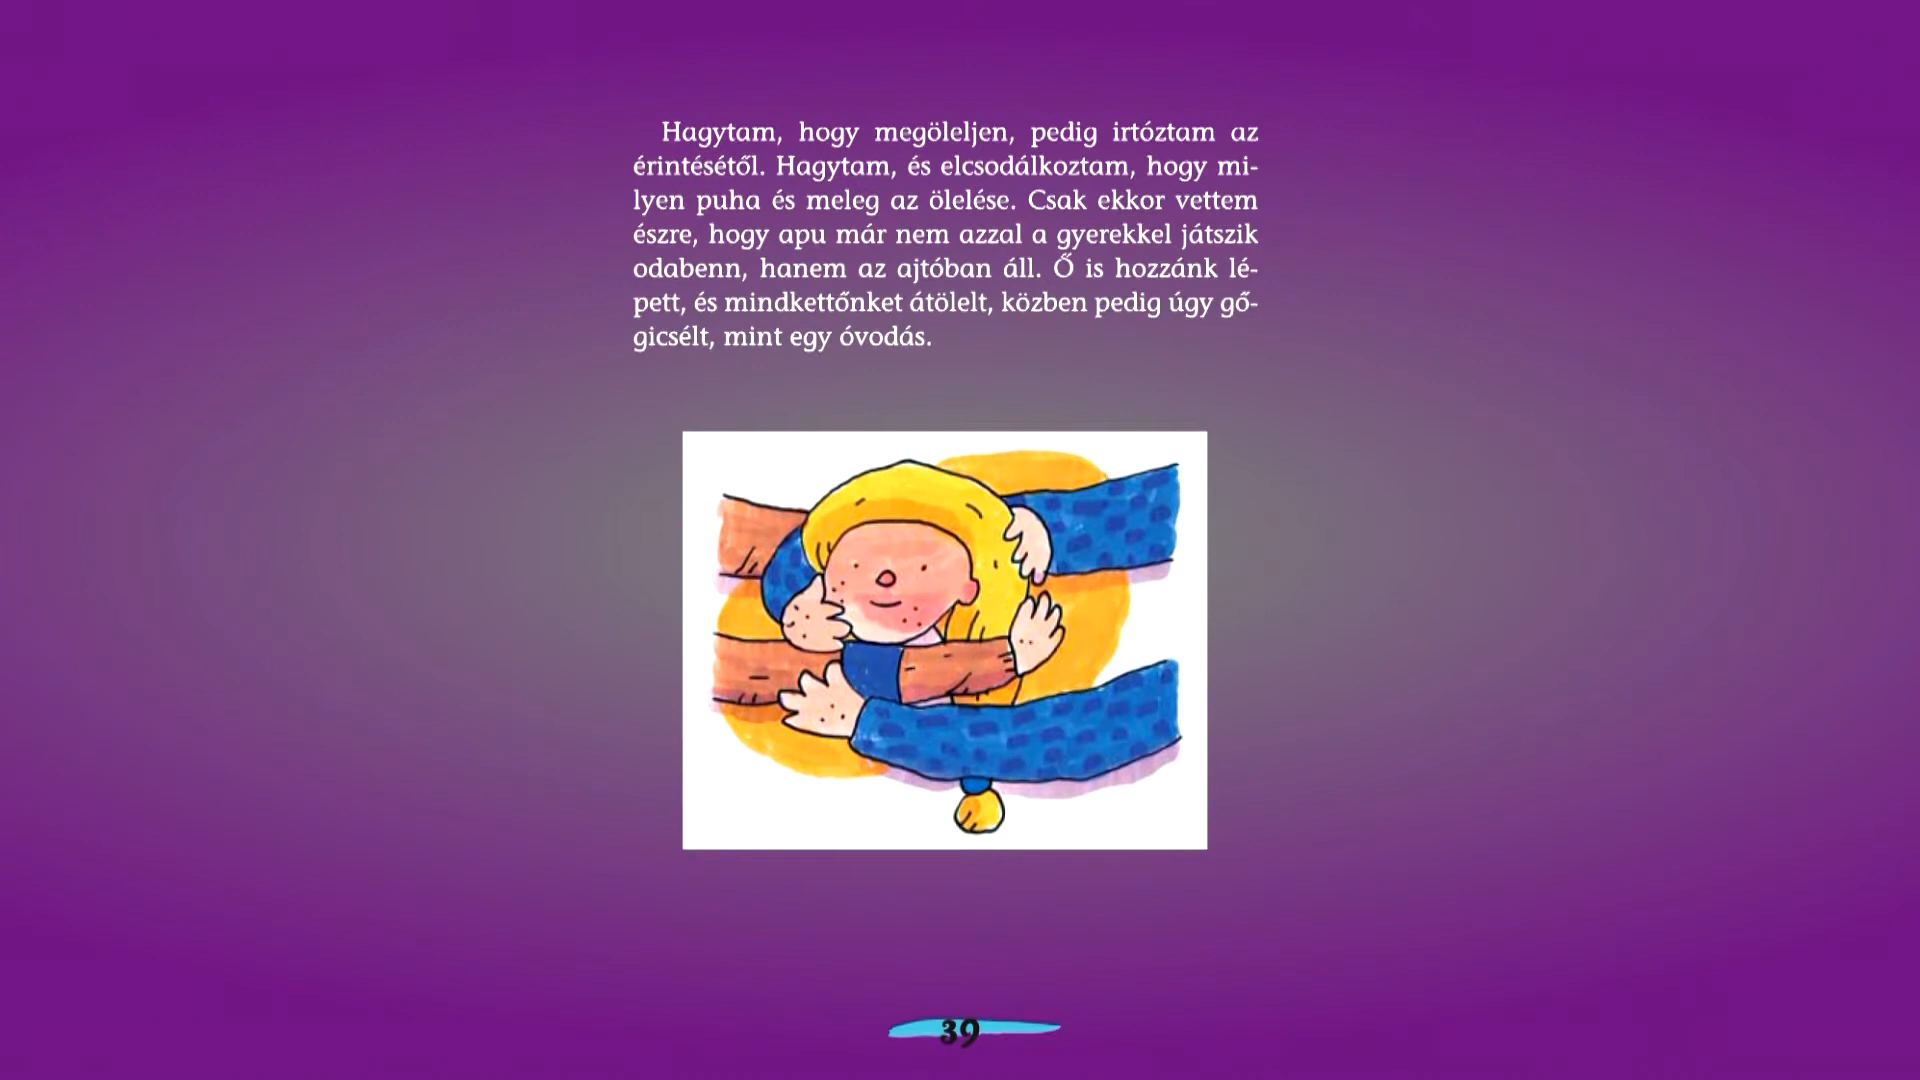 Hagytam, hogy megöleljen, pedig irtóztam az
érintésétől. Hagytam, és elcsodálkoztam, hogy mi-
lyen puha és meleg az ölelése. Csak ekkor vettem
észre, hogy apu már nem azzal a gyerekkel játszik
odabenn, hanem az ajtóban áll. Ő is hozzánk lé-
pett, és mindkettőnket átölelt, közben pedig úgy gő-
gicsélt, mint egy óvodás.
39